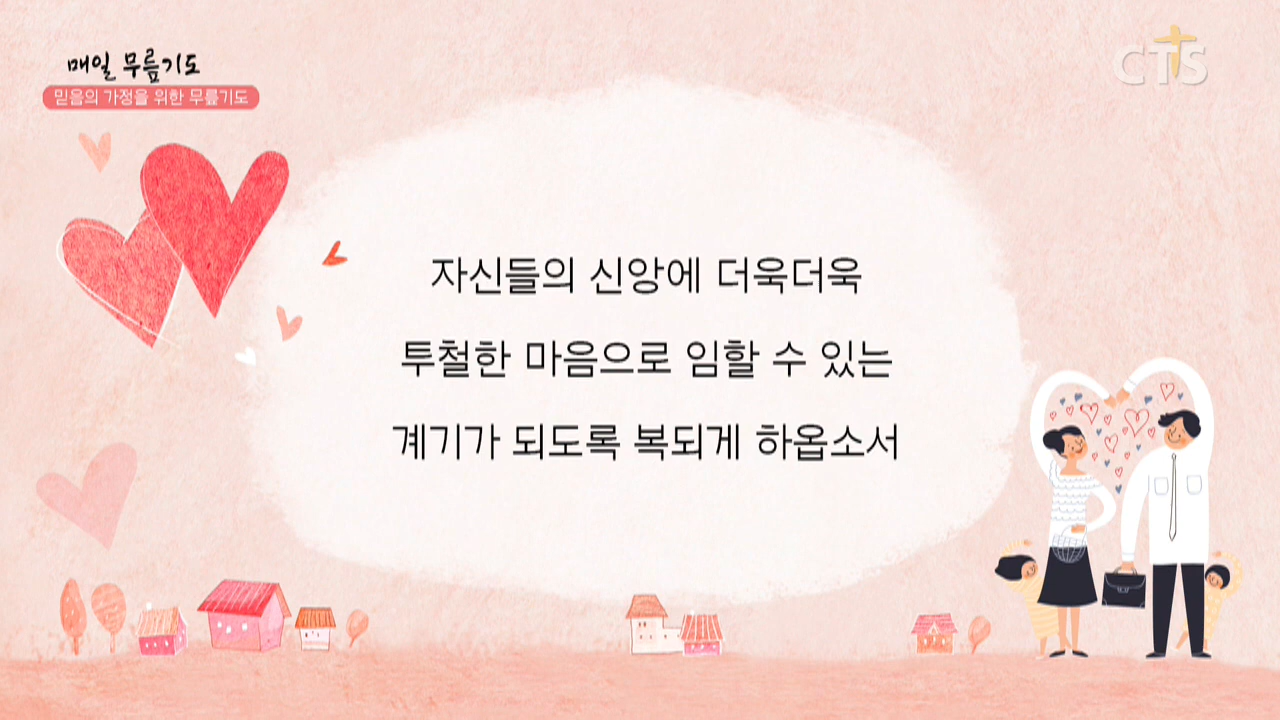 매일 무릎기도
믿음의 가정을 위한 무릎기도
CTS
자신들의 신앙에 더욱더욱
투철한 마음으로 임할 수 있는
계기가 되도록 복되게 하옵소서